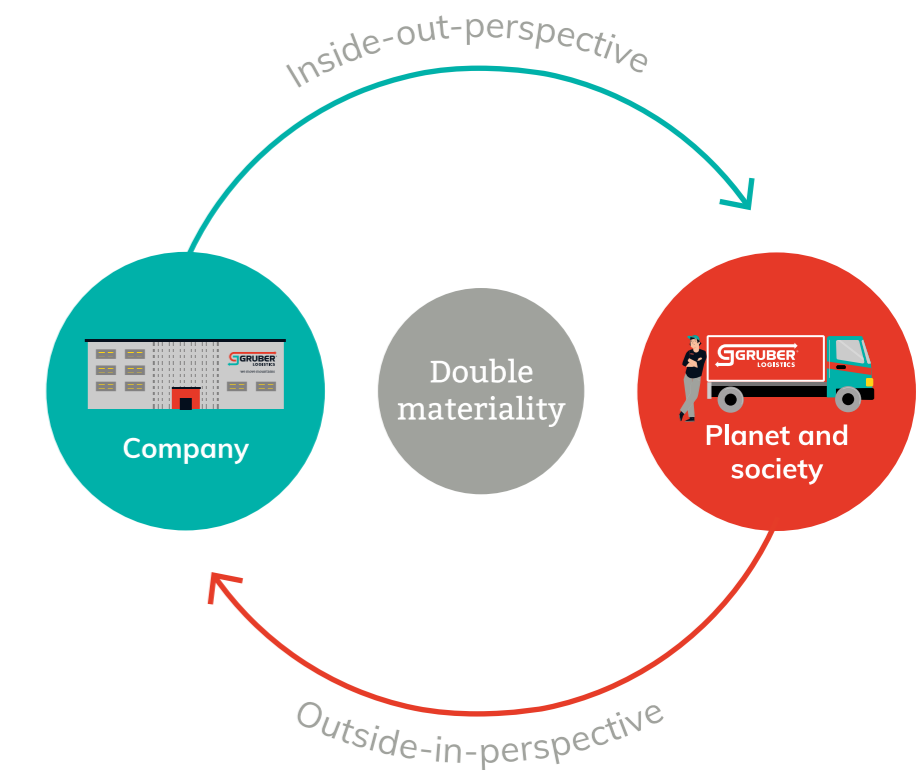 Inside-out-perspective
GRUBER
LOGISTICS
Company
Double
materiality
GRUBER
LOGISTICS
Planet and
society
Outside-in-perspective